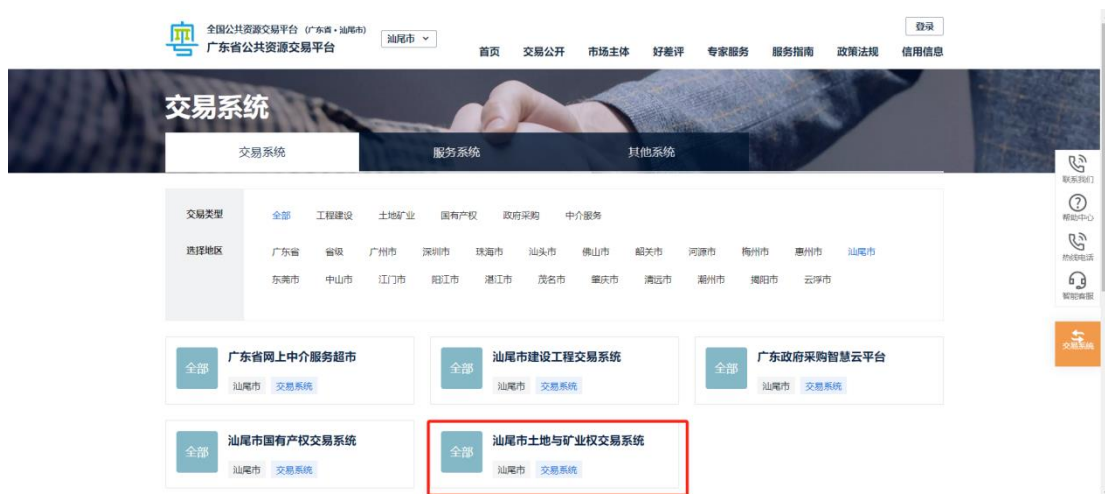 全国公共资源交易平台 (广东省·汕尾市)
广东省公共资源交易平台
汕尾市
登录
首页 交易公开 市场主体 好差评 专家服务 服务指南 政策法规 信用信息
交易系统
交易系统 服务系统 其他系统
交易类型 全部 工程建设 土地矿业 国有产权 政府采购 中介服务
选择地区 广东省 省级 广州市 深圳市 珠海市 汕头市 佛山市 韶关市 河源市 梅州市 惠州市 汕尾市
东莞市 中山市 江门市 阳江市 湛江市 茂名市 肇庆市 清远市 潮州市 揭阳市 云浮市
全部 广东省网上中介服务超市
汕尾市 交易系统
全部 汕尾市建设工程交易系统
汕尾市 交易系统
全部 广东政府采购智慧云平台
汕尾市 交易系统
全部 汕尾市国有产权交易系统
汕尾市 交易系统
全部 汕尾市土地与矿业权交易系统
汕尾市 交易系统
联系我们
帮助中心
热线电话
智能客服
交易系统